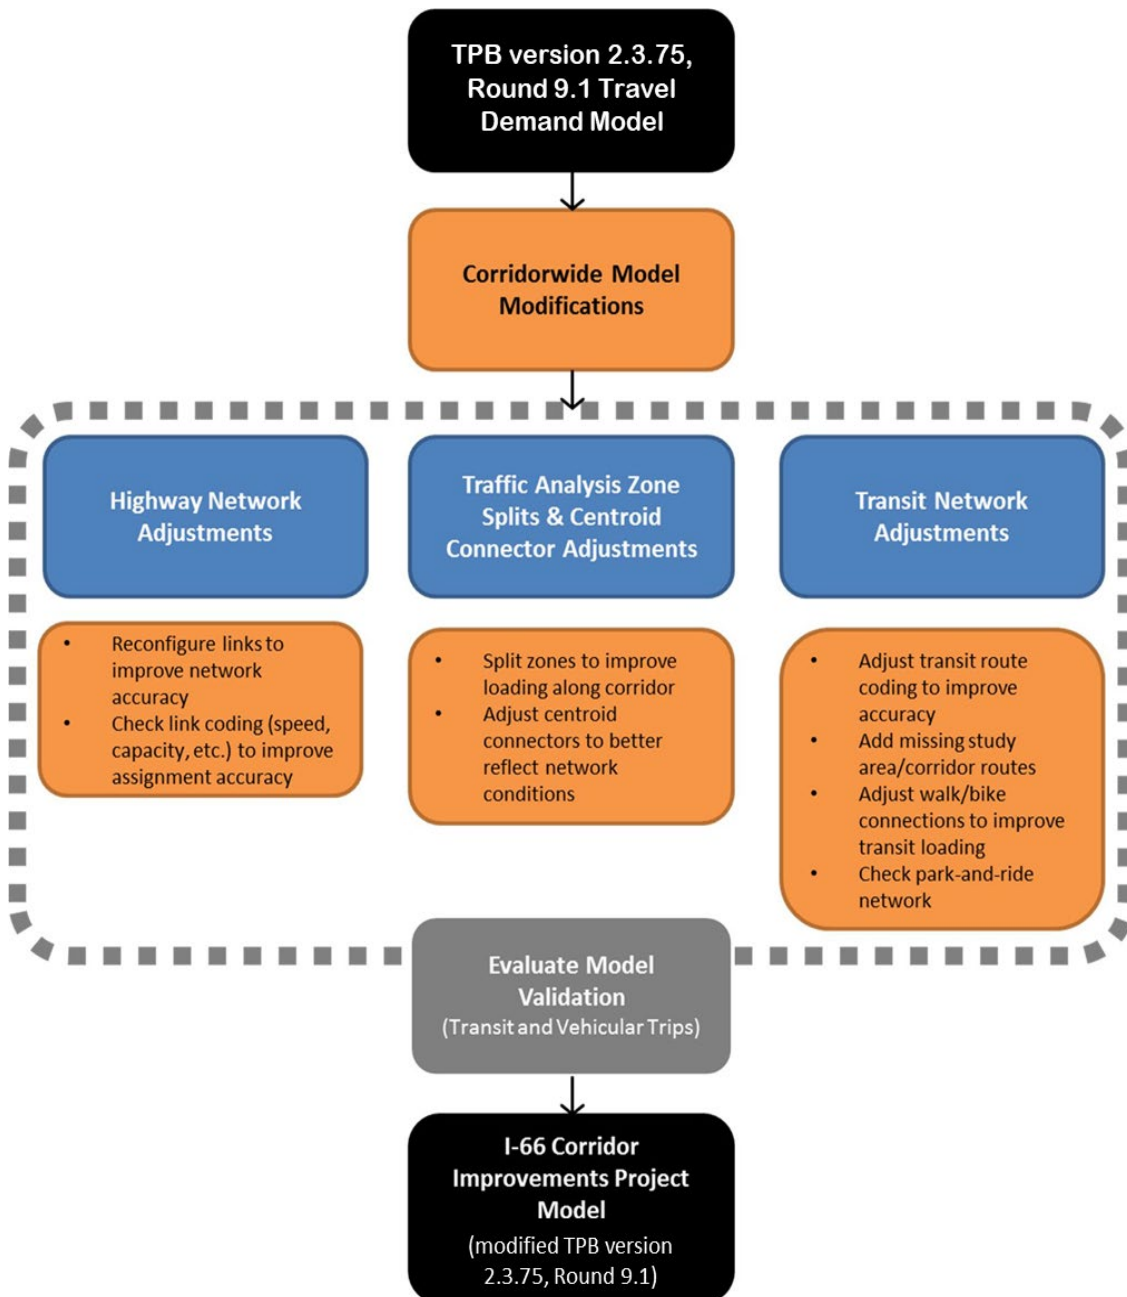 TPB version 2.3.75,
Round 9.1 Travel
Demand Model
Corridorwide Model
Modifications
Highway Network
Adjustments
Traffic Analysis Zone
Splits & Centroid
Connector Adjustments
Transit Network
Adjustments
• Reconfigure links to
improve network
accuracy
• Check link coding (speed,
capacity, etc.) to improve
assignment accuracy
• Split zones to improve
loading along corridor
• Adjust centroid
connectors to better
reflect network
conditions
• Adjust transit route
coding to improve
accuracy
• Add missing study
area/corridor routes
• Adjust walk/bike
connections to improve
transit loading
• Check park-and-ride
network
Evaluate Model
Validation
(Transit and Vehicular Trips)
I-66 Corridor
Improvements Project
Model
(modified TPB version
2.3.75, Round 9.1)